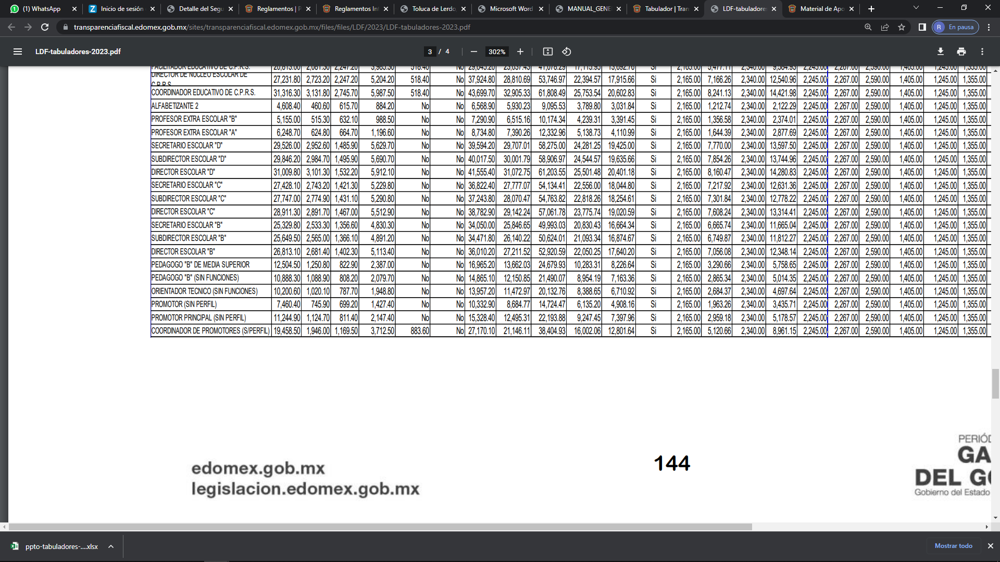 (1) WhatsApp Inicio de sesión Detalle del Segu Reglamentos | P Reglamentos Int Toluca de Lerdo Microsoft Word MANUAL_GENE Tabulador | Tran LDF-tabuladores Material de Apo
transparenciafiscal.edomex.gob.mx/sites/transparenciafiscal.edomex.gob.mx/files/files/LDF/2023/LDF-tabuladores-2023.pdf R En pausa
LDF-tabuladores-2023.pdf 3 / 4 302%
FACILITADOR EDUCATIVO DE C.P.R.S. 20,613.00 2,061.30 2,247.20 3,965.30 518.40 No 29,045.20 23,037.43 41,078.29 17,115.95 13,692.76 Si 2,165.00 5,477.11 2,340.00 9,584.95 2,245.00 2,267.00 2,590.00 1,405.00 1,245.00 1,355.00
DIRECTOR DE NUCLEO ESCOLAR DE C.P.R.S. 27,231.80 2,723.20 2,247.20 5,204.20 518.40 No 37,924.80 28,810.69 53,746.97 22,394.57 17,915.66 Si 2,165.00 7,166.26 2,340.00 12,540.96 2,245.00 2,267.00 2,590.00 1,405.00 1,245.00 1,355.00
COORDINADOR EDUCATIVO DE C.P.R.S. 31,316.30 3,131.80 2,745.70 5,987.50 518.40 No 43,699.70 32,905.33 61,808.49 25,753.54 20,602.83 Si 2,165.00 8,241.13 2,340.00 14,421.98 2,245.00 2,267.00 2,590.00 1,405.00 1,245.00 1,355.00
ALFABETIZANTE 2 4,608.40 460.60 615.70 884.20 No No 6,568.90 5,930.23 9,095.53 3,789.80 3,031.84 Si 2,165.00 1,212.74 2,340.00 2,122.29 2,245.00 2,267.00 2,590.00 1,405.00 1,245.00 1,355.00
PROFESOR EXTRA ESCOLAR "B" 5,155.00 515.30 632.10 988.50 No No 7,290.90 6,515.16 10,174.34 4,239.31 3,391.45 Si 2,165.00 1,356.58 2,340.00 2,374.01 2,245.00 2,267.00 2,590.00 1,405.00 1,245.00 1,355.00
PROFESOR EXTRA ESCOLAR "A" 6,248.70 624.80 664.70 1,196.60 No No 8,734.80 7,390.26 12,332.96 5,138.73 4,110.99 Si 2,165.00 1,644.39 2,340.00 2,877.69 2,245.00 2,267.00 2,590.00 1,405.00 1,245.00 1,355.00
SECRETARIO ESCOLAR "D" 29,526.00 2,952.60 1,485.90 5,629.70 No No 39,594.20 29,707.01 58,275.00 24,281.25 19,425.00 Si 2,165.00 7,770.00 2,340.00 13,597.50 2,245.00 2,267.00 2,590.00 1,405.00 1,245.00 1,355.00
SUBDIRECTOR ESCOLAR "D" 29,846.20 2,984.70 1,495.90 5,690.70 No No 40,017.50 30,001.79 58,906.97 24,544.57 19,635.66 Si 2,165.00 7,854.26 2,340.00 13,744.96 2,245.00 2,267.00 2,590.00 1,405.00 1,245.00 1,355.00
DIRECTOR ESCOLAR "D" 31,009.80 3,101.30 1,532.20 5,912.10 No No 41,555.40 31,072.75 61,203.55 25,501.48 20,401.18 Si 2,165.00 8,160.47 2,340.00 14,280.83 2,245.00 2,267.00 2,590.00 1,405.00 1,245.00 1,355.00
SECRETARIO ESCOLAR "C" 27,428.10 2,743.20 1,421.30 5,229.80 No No 36,822.40 27,777.07 54,134.41 22,556.00 18,044.80 Si 2,165.00 7,217.92 2,340.00 12,631.36 2,245.00 2,267.00 2,590.00 1,405.00 1,245.00 1,355.00
SUBDIRECTOR ESCOLAR "C" 27,747.00 2,774.90 1,431.10 5,290.80 No No 37,243.80 28,070.47 54,763.82 22,818.26 18,254.61 Si 2,165.00 7,301.84 2,340.00 12,778.22 2,245.00 2,267.00 2,590.00 1,405.00 1,245.00 1,355.00
DIRECTOR ESCOLAR "C" 28,911.30 2,891.70 1,467.00 5,512.90 No No 38,782.90 29,142.24 57,061.78 23,775.74 19,020.59 Si 2,165.00 7,608.24 2,340.00 13,314.41 2,245.00 2,267.00 2,590.00 1,405.00 1,245.00 1,355.00
SECRETARIO ESCOLAR "B" 25,329.80 2,533.30 1,356.60 4,830.30 No No 34,050.00 25,846.65 49,993.03 20,830.43 16,664.34 Si 2,165.00 6,665.74 2,340.00 11,665.04 2,245.00 2,267.00 2,590.00 1,405.00 1,245.00 1,355.00
SUBDIRECTOR ESCOLAR "B" 25,649.50 2,565.00 1,366.10 4,891.20 No No 34,471.80 26,140.22 50,624.01 21,093.34 16,874.67 Si 2,165.00 6,749.87 2,340.00 11,812.27 2,245.00 2,267.00 2,590.00 1,405.00 1,245.00 1,355.00
DIRECTOR ESCOLAR "B" 26,813.10 2,681.40 1,402.30 5,113.40 No No 36,010.20 27,211.52 52,920.59 22,050.25 17,640.20 Si 2,165.00 7,056.08 2,340.00 12,348.14 2,245.00 2,267.00 2,590.00 1,405.00 1,245.00 1,355.00
PEDAGOGO "B" DE MEDIA SUPERIOR 12,504.50 1,250.80 822.90 2,387.00 No No 16,965.20 13,662.03 24,679.93 10,283.31 8,226.64 Si 2,165.00 3,290.66 2,340.00 5,758.65 2,245.00 2,267.00 2,590.00 1,405.00 1,245.00 1,355.00
PEDAGOGO "B" (SIN FUNCIONES) 10,888.30 1,088.90 808.20 2,079.70 No No 14,865.10 12,150.85 21,490.07 8,954.19 7,163.36 Si 2,165.00 2,865.34 2,340.00 5,014.35 2,245.00 2,267.00 2,590.00 1,405.00 1,245.00 1,355.00
ORIENTADOR TECNICO (SIN FUNCIONES) 10,200.60 1,020.10 787.70 1,948.80 No No 13,957.20 11,472.97 20,132.76 8,388.65 6,710.92 Si 2,165.00 2,684.37 2,340.00 4,697.64 2,245.00 2,267.00 2,590.00 1,405.00 1,245.00 1,355.00
PROMOTOR (SIN PERFIL) 7,460.40 745.90 699.20 1,427.40 No No 10,332.90 8,684.77 14,724.47 6,135.20 4,908.16 Si 2,165.00 1,963.26 2,340.00 3,435.71 2,245.00 2,267.00 2,590.00 1,405.00 1,245.00 1,355.00
PROMOTOR PRINCIPAL (SIN PERFIL) 11,244.90 1,124.70 811.40 2,147.40 No No 15,328.40 12,495.31 22,193.88 9,247.45 7,397.96 Si 2,165.00 2,959.18 2,340.00 5,178.57 2,245.00 2,267.00 2,590.00 1,405.00 1,245.00 1,355.00
COORDINADOR DE PROMOTORES (S/PERFIL) 19,458.50 1,946.00 1,169.50 3,712.50 883.60 No 27,170.10 21,146.11 38,404.93 16,002.06 12,801.64 Si 2,165.00 5,120.66 2,340.00 8,961.15 2,245.00 2,267.00 2,590.00 1,405.00 1,245.00 1,355.00
PERIÓD
GA
edomex.gob.mx 144
DEL GO
legislacion.edomex.gob.mx Gobierno del Estado
ppto-tabuladores-....xlsx Mostrar todo